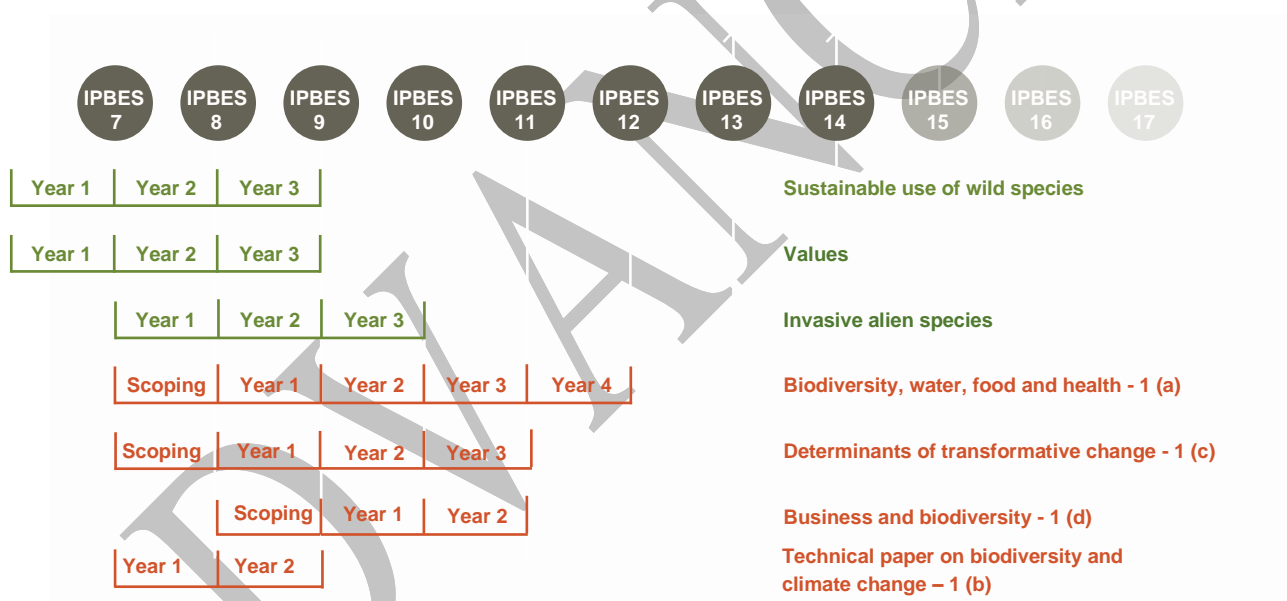 IPBES IPBES IPBES IPBES IPBES IPBES IPBES IPBES IPBES IPBES IPBES
7 8 9 10 11 12 13 14 15 16 17
Year 1 Year 2 Year 3 Sustainable use of wild species
Year 1 Year 2 Year 3 Values
Year 1 Year 2 Year 3 Invasive alien species
Scoping Year 1 Year 2 Year 3 Year 4 Biodiversity, water, food and health - 1 (a)
Scoping Year 1 Year 2 Year 3 Determinants of transformative change - 1 (c)
Scoping Year 1 Year 2 Business and biodiversity - 1 (d)
Year 1 Year 2 Technical paper on biodiversity and
climate change – 1 (b)